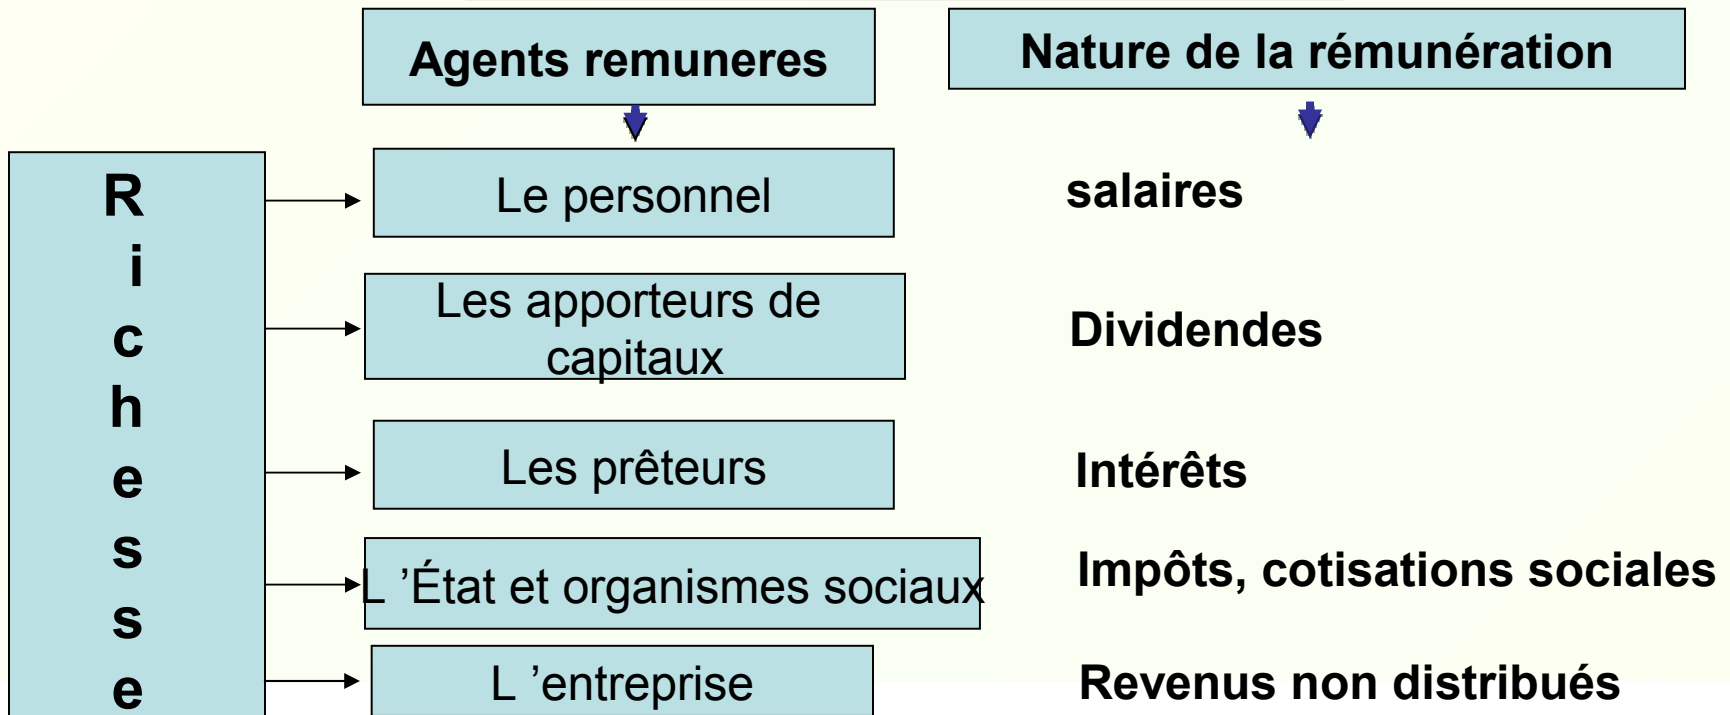 Agents remuneres
Nature de la rémunération
Richesse
Le personnel
salaires
Les apporteurs de
capitaux
Dividendes
Les prêteurs
Intérêts
L ’État et organismes sociaux
Impôts, cotisations sociales
L ’entreprise
Revenus non distribués